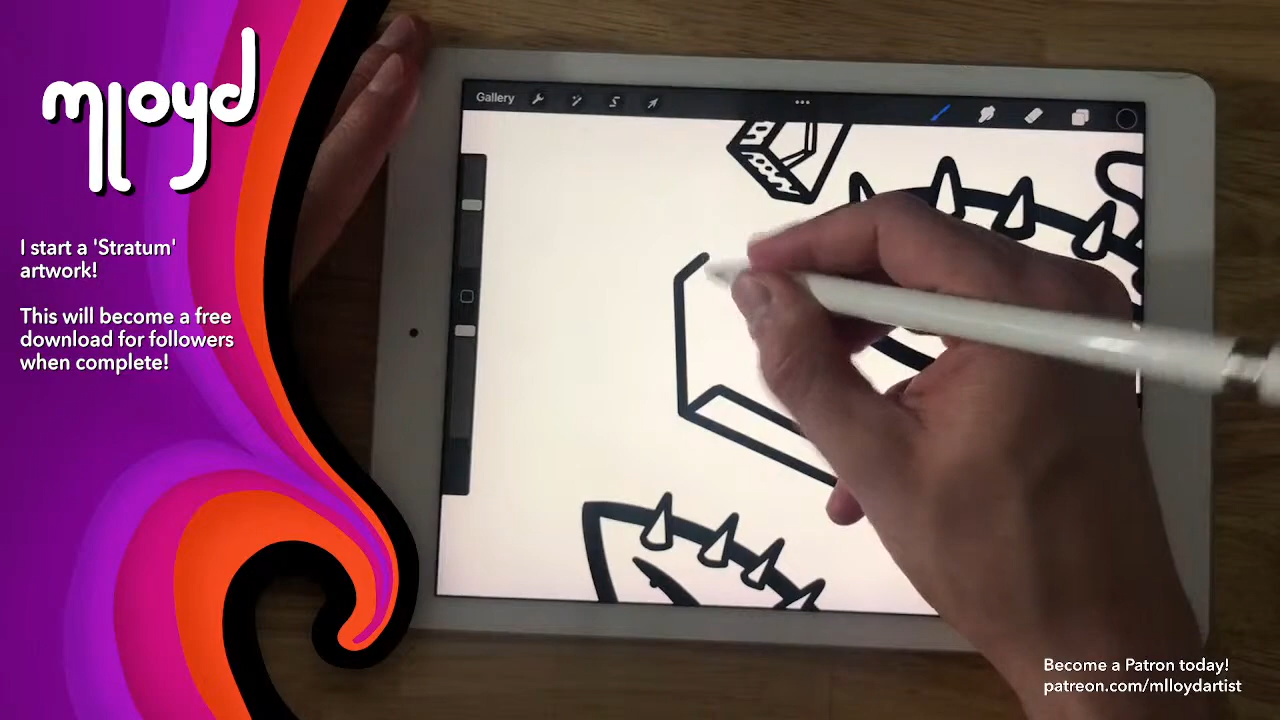 mlloyd
I start a 'Stratum'
artwork!
This will become a free
download for followers
when complete!
Gallery
Become a Patron today!
patreon.com/mlloydartist